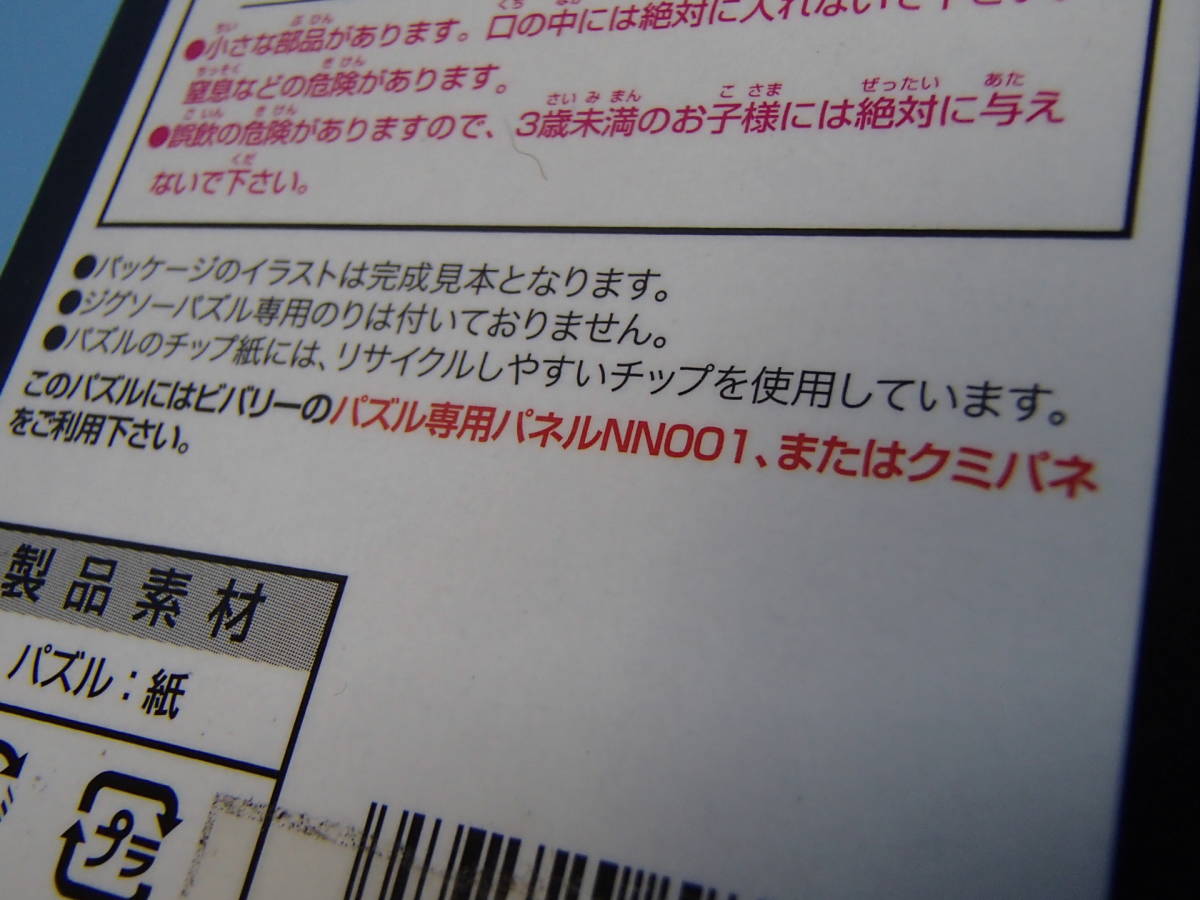 ●小さな部品があります。口の中には絶対に入れないで下さい。
窒息などの危険があります。
●誤飲の危険がありますので、3歳未満のお子様には絶対に与え
ないで下さい。
●パッケージのイラストは完成見本となります。
●ジグソーパズル専用のりは付いておりません。
●パズルのチップ紙には、リサイクルしやすいチップを使用しています。
このパズルにはビバリーのパズル専用パネルNN001、またはクミパネ
をご利用下さい。
製品素材
パズル:紙
プラ